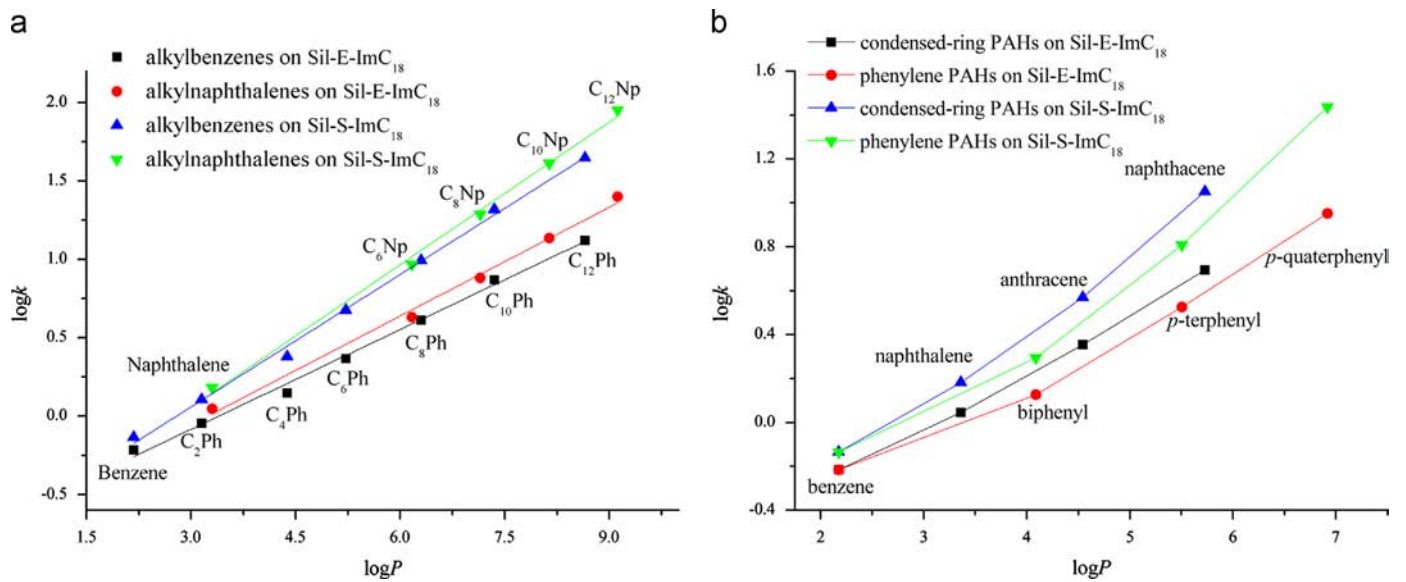 a
alkylbenzenes on Sil-E-ImC₁₈
alkylnaphthalenes on Sil-E-ImC₁₈
alkylbenzenes on Sil-S-ImC₁₈
alkylnaphthalenes on Sil-S-ImC₁₈
2.0
1.5
1.0
0.5
0.0
-0.5
logk
C₁₂Np
C₁₀Np
C₈Np
C₆Np
Naphthalene
C₁₂Ph
C₁₀Ph
C₈Ph
C₆Ph
C₄Ph
C₂Ph
Benzene
1.5 3.0 4.5 6.0 7.5 9.0
logP
b
condensed-ring PAHs on Sil-E-ImC₁₈
phenylene PAHs on Sil-E-ImC₁₈
condensed-ring PAHs on Sil-S-ImC₁₈
phenylene PAHs on Sil-S-ImC₁₈
1.6
1.2
0.8
0.4
0.0
-0.4
logk
naphthacene
anthracene
p-quaterphenyl
p-terphenyl
naphthalene
biphenyl
benzene
2 3 4 5 6 7
logP